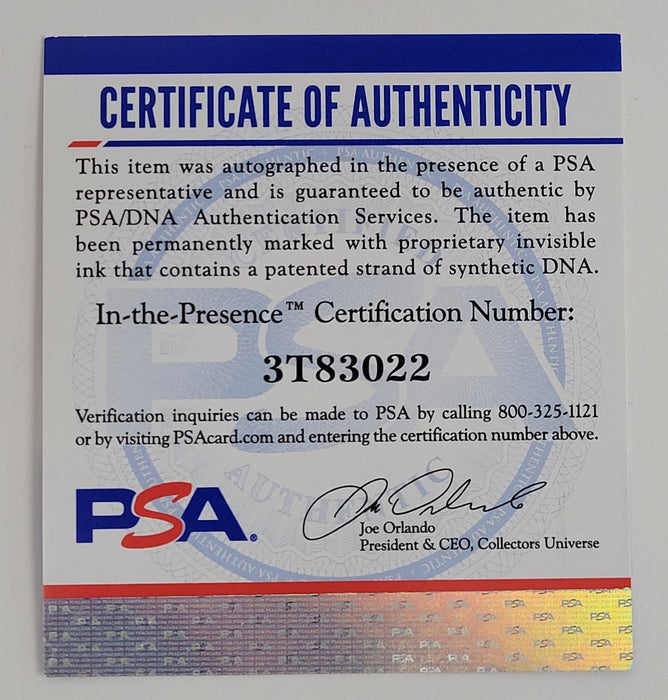 CERTIFICATE OF AUTHENTICITY
This item was autographed in the presence of a PSA
representative and is guaranteed to be authentic by
PSA/DNA Authentication Services. The item has
been permanently marked with proprietary invisible
ink that contains a patented strand of synthetic DNA.
In-the-Presence™ Certification Number:
3T83022
Verification inquiries can be made to PSA by calling 800-325-1121
or by visiting PSAcard.com and entering the certification number above.
PSA®
Joe Orlando
President & CEO, Collectors Universe